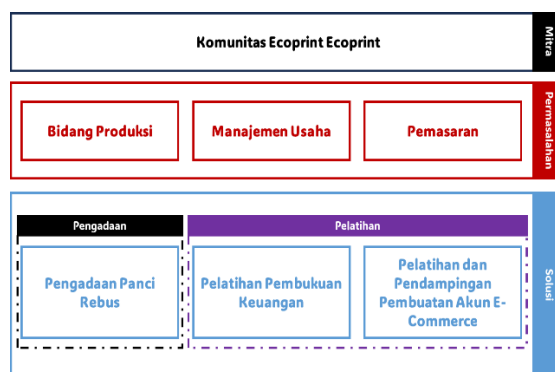 Komunitas Ecoprint Ecoprint
Mitra
Bidang Produksi
Manajemen Usaha
Pemasaran
Permasalahan
Pengadaan
Pelatihan
Pengadaan Panci
Rebus
Pelatihan Pembukuan
Keuangan
Pelatihan dan
Pendampingan
Pembuatan Akun E-
Commerce
Solusi